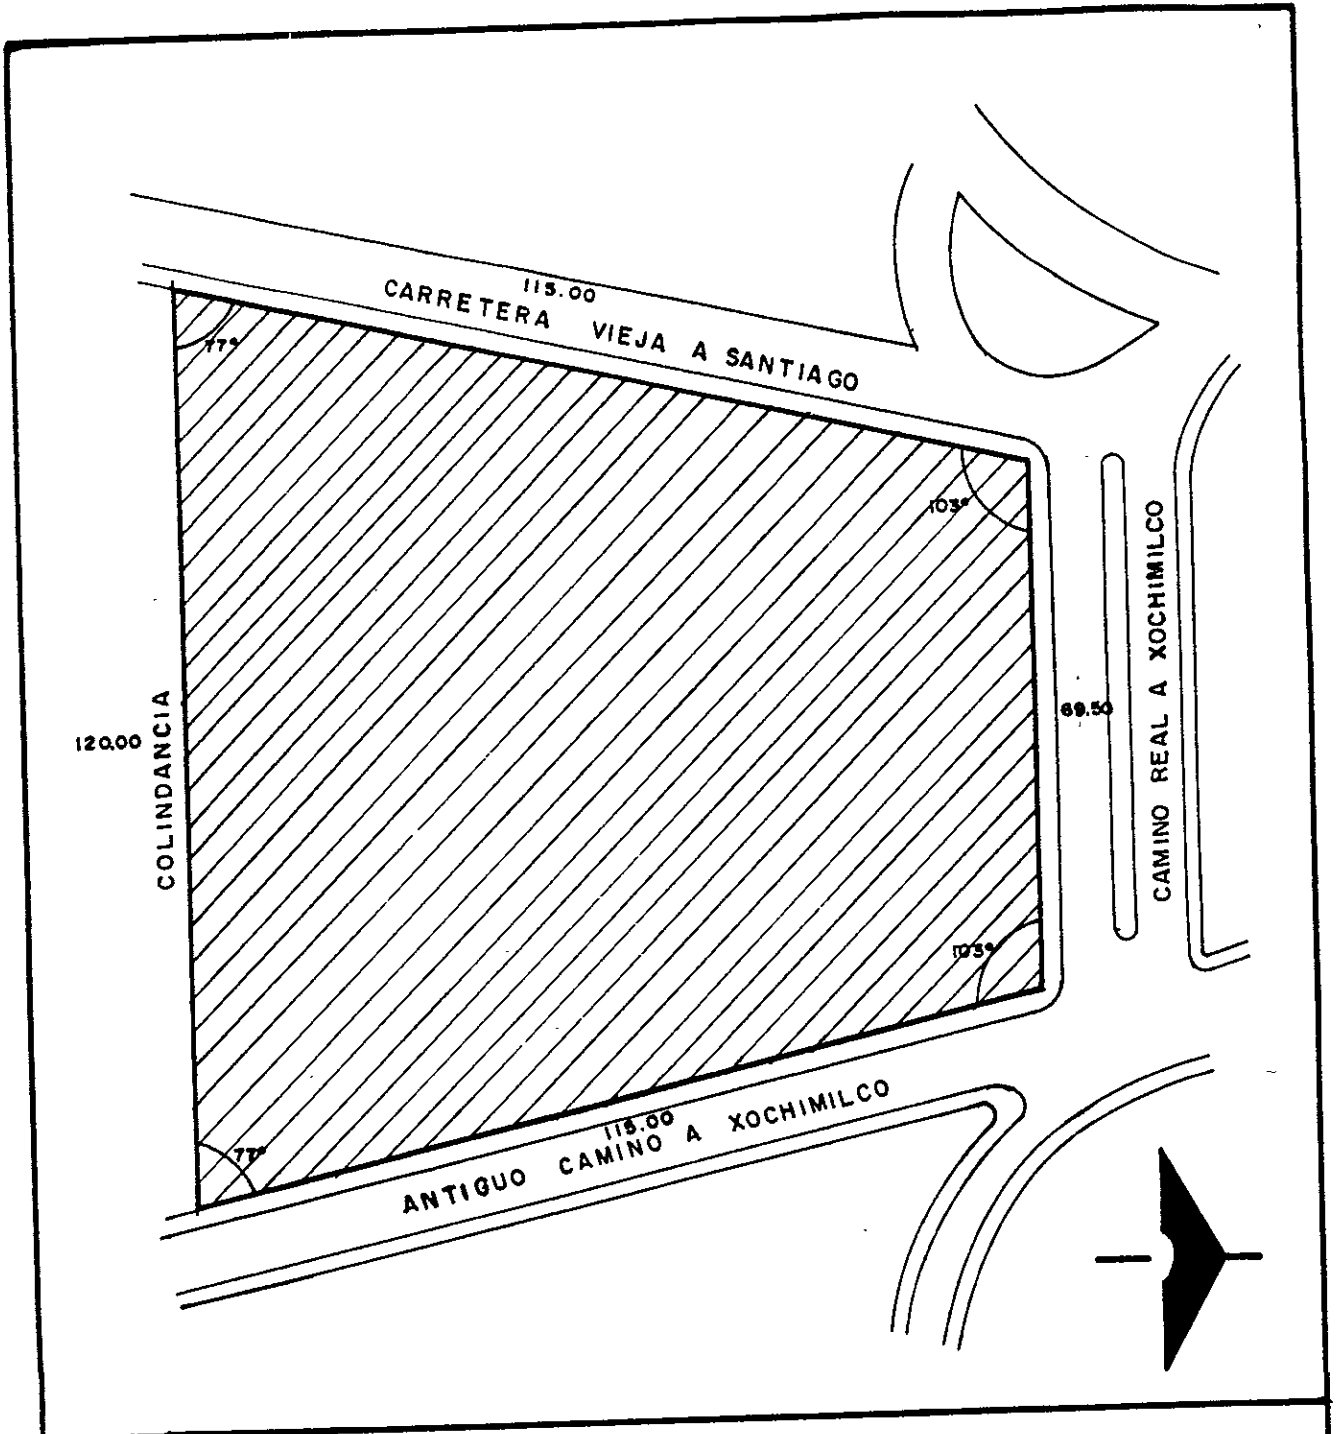 115.00
CARRETERA VIEJA A SANTIAGO
77°
103°
CAMINO REAL A XOCHIMILCO
69.50
120.00
COLINDANCIA
103°
77°
115.00
ANTIGUO CAMINO A XOCHIMILCO